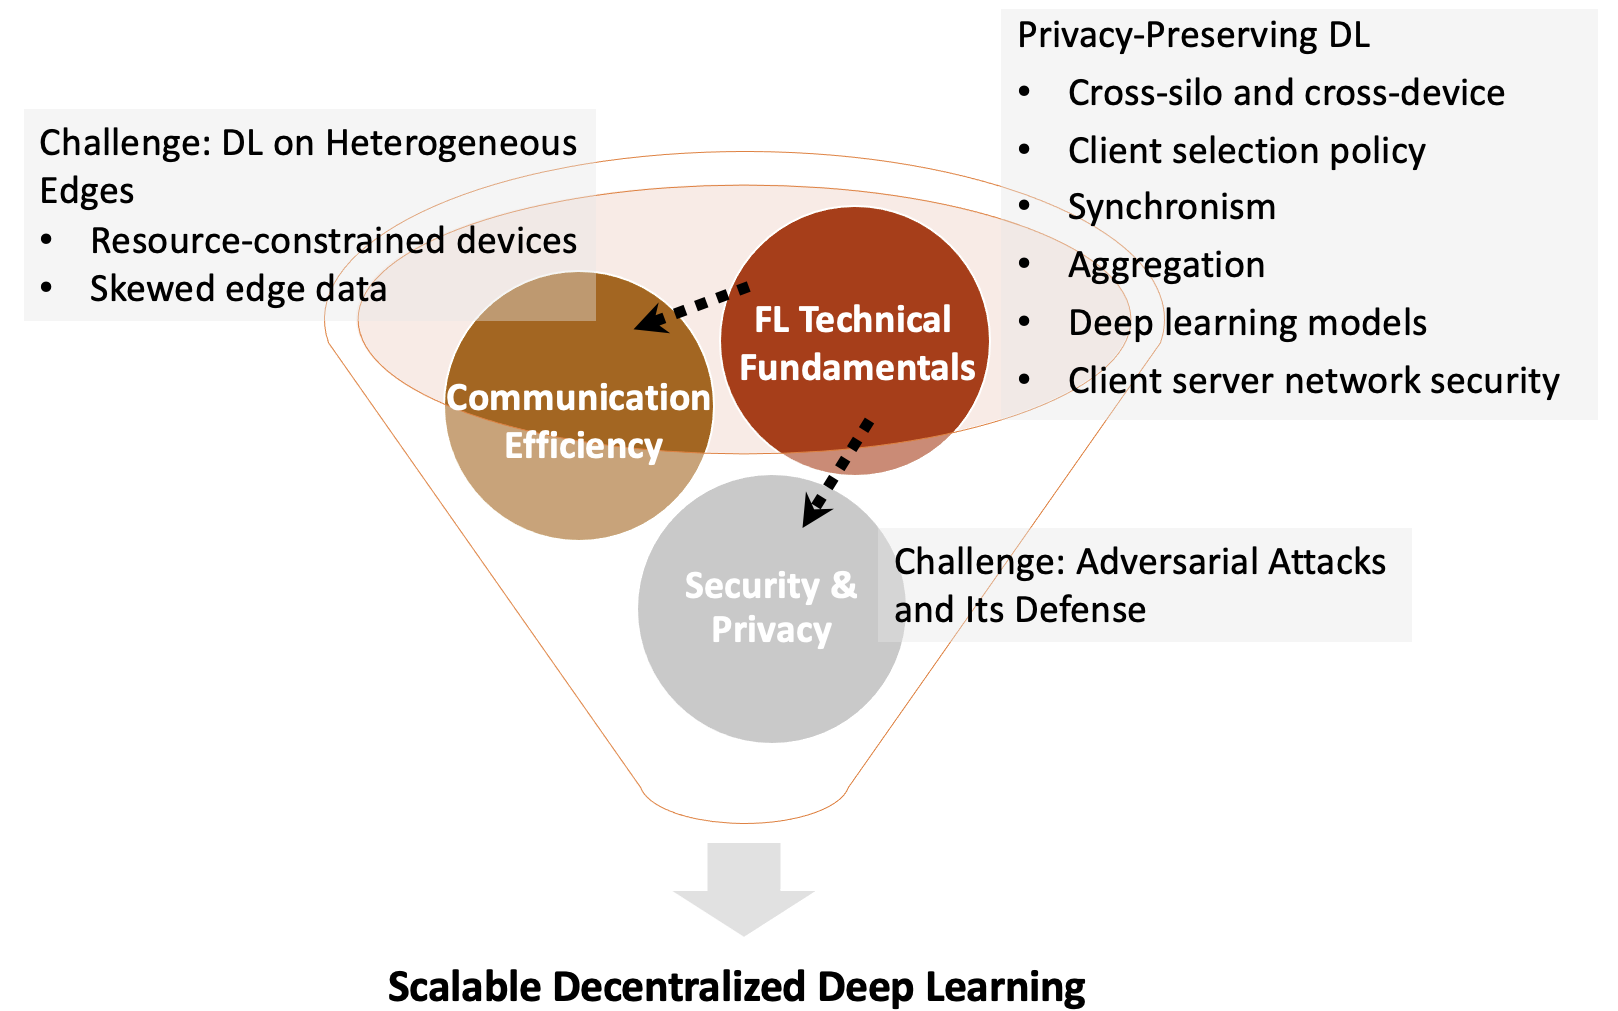 Privacy-Preserving DL
• Cross-silo and cross-device
• Client selection policy
• Synchronism
• Aggregation
• Deep learning models
• Client server network security
Challenge: DL on Heterogeneous
Edges
• Resource-constrained devices
• Skewed edge data
FL Technical
Fundamentals
Communication
Efficiency
Security &
Privacy
Challenge: Adversarial Attacks
and Its Defense
Scalable Decentralized Deep Learning